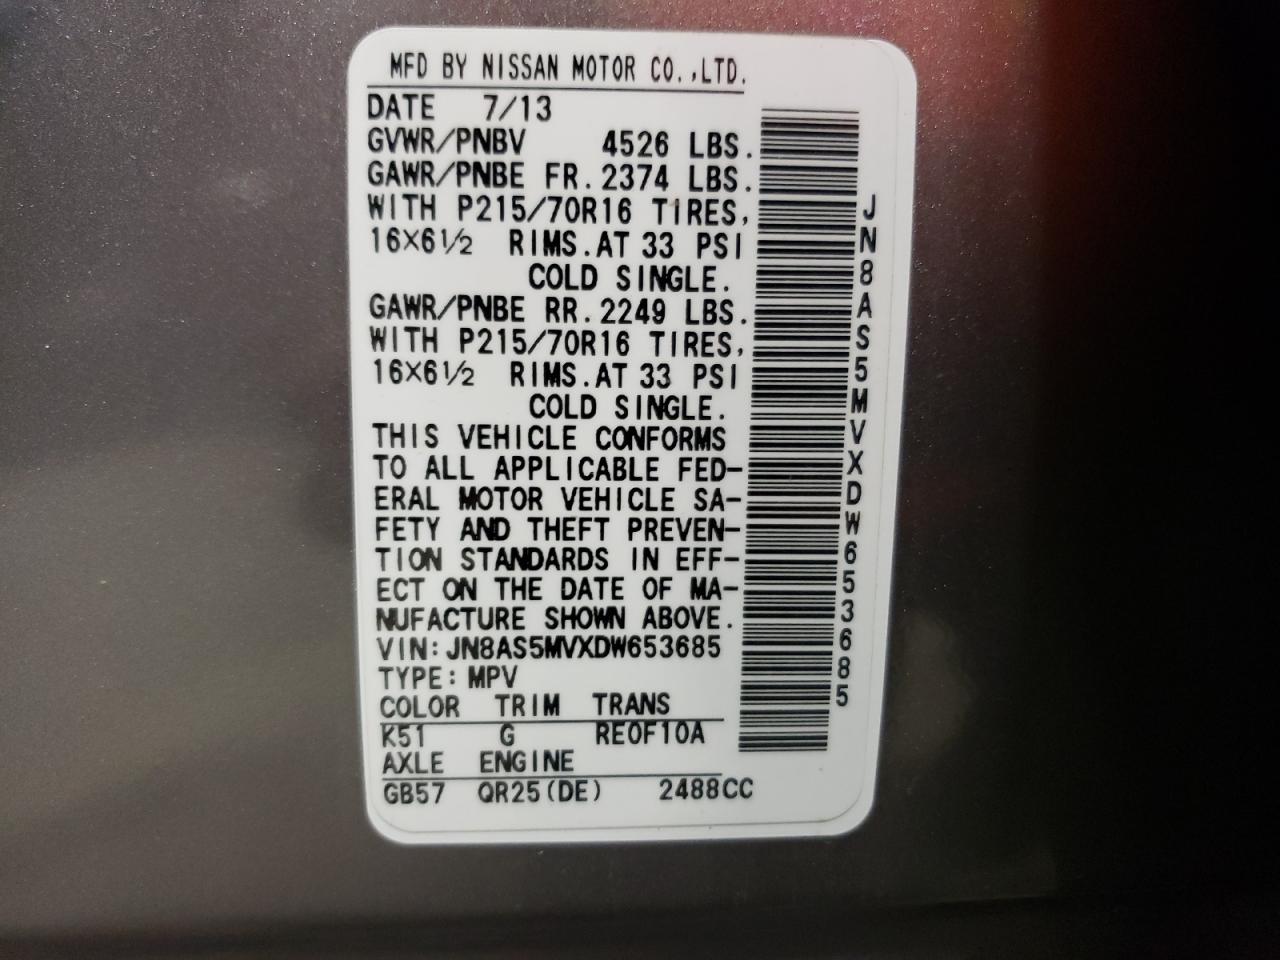 MFD BY NISSAN MOTOR CO.,LTD.
DATE 7/13
GVWR/PNBV 4526 LBS.
GAWR/PNBE FR.2374 LBS.
WITH P215/70R16 TIRES,
16×6½ RIMS.AT 33 PSI
COLD SINGLE.
GAWR/PNBE RR.2249 LBS.
WITH P215/70R16 TIRES,
16×6½ RIMS.AT 33 PSI
COLD SINGLE.
THIS VEHICLE CONFORMS
TO ALL APPLICABLE FED-
ERAL MOTOR VEHICLE SA-
FETY AND THEFT PREVEN-
TION STANDARDS IN EFF-
ECT ON THE DATE OF MA-
NUFACTURE SHOWN ABOVE.
VIN:JN8AS5MVXDW653685
TYPE:MPV
COLOR TRIM TRANS
K51 G RE0F10A
AXLE ENGINE
GB57 QR25(DE) 2488CC
JN8AS5MVXDW653685